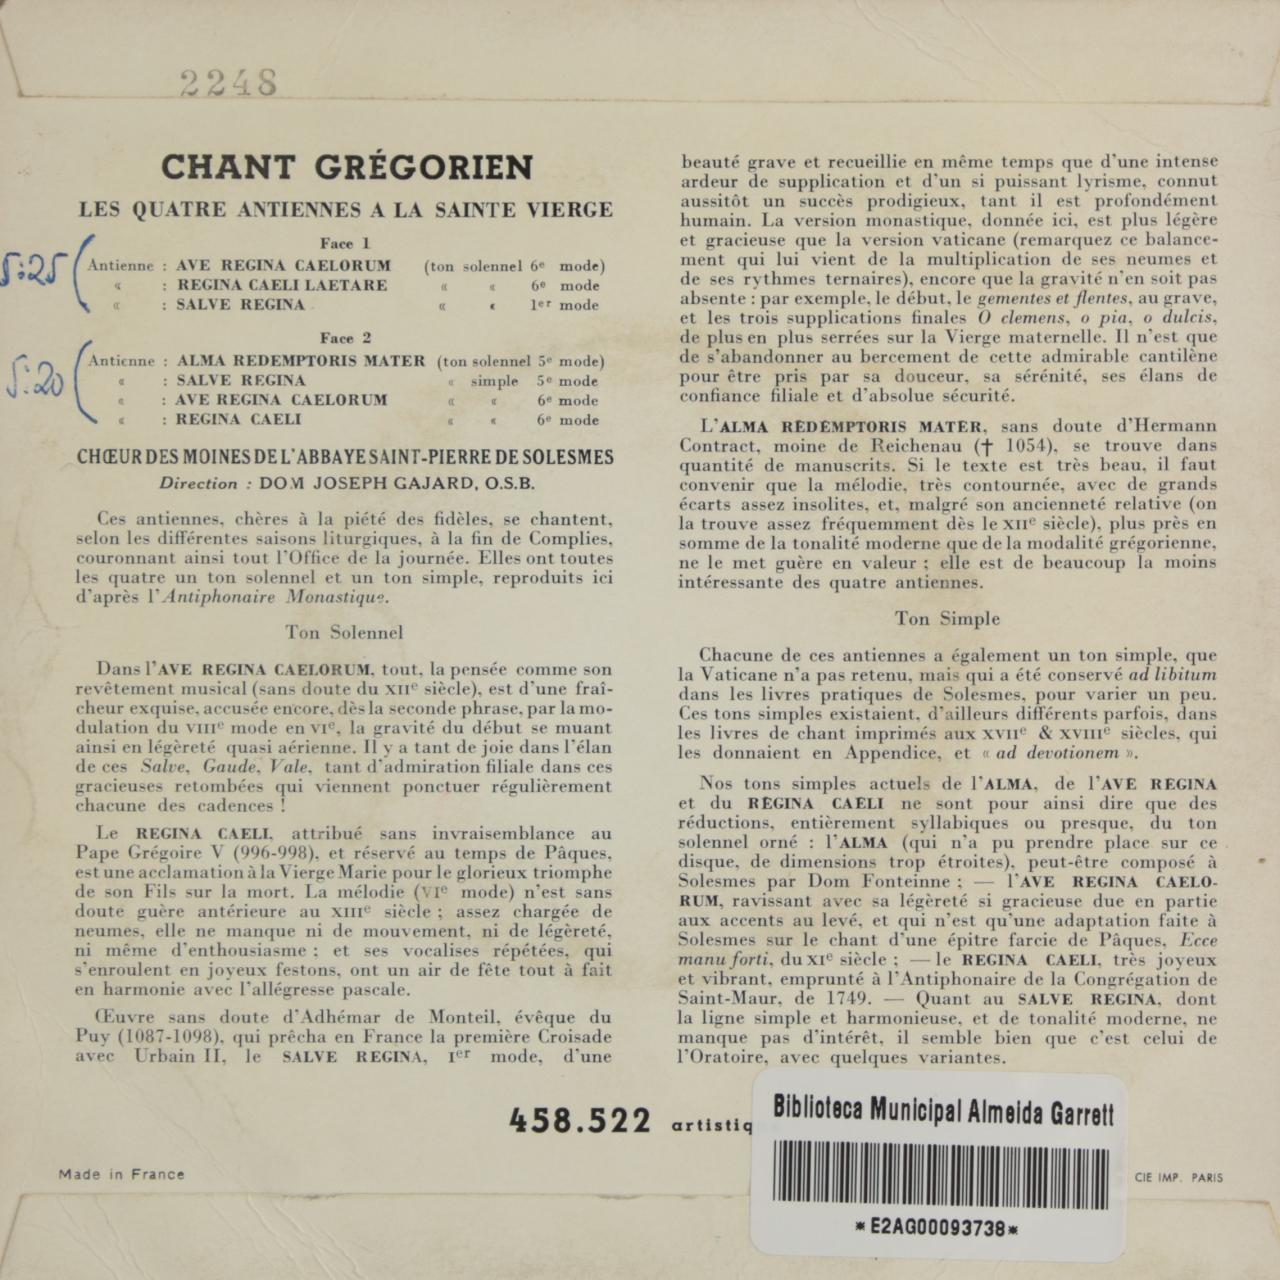 2248
CHANT GRÉGORIEN
LES QUATRE ANTIENNES A LA SAINTE VIERGE
Face 1
5:25
Antienne : AVE REGINA CAELORUM (ton solennel 6e mode)
« : REGINA CAELI LAETARE « « 6e mode
« : SALVE REGINA « « 1er mode
Face 2
5:20
Antienne : ALMA REDEMPTORIS MATER (ton solennel 5e mode)
« : SALVE REGINA « simple 5e mode
« : AVE REGINA CAELORUM « « 6e mode
« : REGINA CAELI « « 6e mode
CHŒUR DES MOINES DE L'ABBAYE SAINT-PIERRE DE SOLESMES
Direction : DOM JOSEPH GAJARD, O.S.B.
Ces antiennes, chères à la piété des fidèles, se chantent,
selon les différentes saisons liturgiques, à la fin de Complies,
couronnant ainsi tout l'Office de la journée. Elles ont toutes
les quatre un ton solennel et un ton simple, reproduits ici
d'après l'Antiphonaire Monastique.
Ton Solennel
Dans l'AVE REGINA CAELORUM, tout, la pensée comme son
revêtement musical (sans doute du XIIe siècle), est d'une fraî-
cheur exquise, accusée encore, dès la seconde phrase, par la mo-
dulation du VIIIe mode en VIe, la gravité du début se muant
ainsi en légèreté quasi aérienne. Il y a tant de joie dans l'élan
de ces Salve, Gaude, Vale, tant d'admiration filiale dans ces
gracieuses retombées qui viennent ponctuer régulièrement
chacune des cadences !
Le REGINA CAELI, attribué sans invraisemblance au
Pape Grégoire V (996-998), et réservé au temps de Pâques,
est une acclamation à la Vierge Marie pour le glorieux triomphe
de son Fils sur la mort. La mélodie (VIe mode) n'est sans
doute guère antérieure au XIIIe siècle ; assez chargée de
neumes, elle ne manque ni de mouvement, ni de légèreté,
ni même d'enthousiasme ; et ses vocalises répétées, qui
s'enroulent en joyeux festons, ont un air de fête tout à fait
en harmonie avec l'allégresse pascale.
Œuvre sans doute d'Adhémar de Monteil, évêque du
Puy (1087-1098), qui prêcha en France la première Croisade
avec Urbain II, le SALVE REGINA, Ier mode, d'une
beauté grave et recueillie en même temps que d'une intense
ardeur de supplication et d'un si puissant lyrisme, connut
aussitôt un succès prodigieux, tant il est profondément
humain. La version monastique, donnée ici, est plus légère
et gracieuse que la version vaticane (remarquez ce balance-
ment qui lui vient de la multiplication de ses neumes et
de ses rythmes ternaires), encore que la gravité n'en soit pas
absente : par exemple, le début, le gementes et flentes, au grave,
et les trois supplications finales O clemens, o pia, o dulcis,
de plus en plus serrées sur la Vierge maternelle. Il n'est que
de s'abandonner au bercement de cette admirable cantilène
pour être pris par sa douceur, sa sérénité, ses élans de
confiance filiale et d'absolue sécurité.
L'ALMA RÉDEMPTORIS MATER, sans doute d'Hermann
Contract, moine de Reichenau († 1054), se trouve dans
quantité de manuscrits. Si le texte est très beau, il faut
convenir que la mélodie, très contournée, avec de grands
écarts assez insolites, et, malgré son ancienneté relative (on
la trouve assez fréquemment dès le XIIe siècle), plus près en
somme de la tonalité moderne que de la modalité grégorienne,
ne le met guère en valeur ; elle est de beaucoup la moins
intéressante des quatre antiennes.
Ton Simple
Chacune de ces antiennes a également un ton simple, que
la Vaticane n'a pas retenu, mais qui a été conservé ad libitum
dans les livres pratiques de Solesmes, pour varier un peu.
Ces tons simples existaient, d'ailleurs différents parfois, dans
les livres de chant imprimés aux XVIIe & XVIIIe siècles, qui
les donnaient en Appendice, et « ad devotionem ».
Nos tons simples actuels de l'ALMA, de l'AVE REGINA
et du REGINA CAELI ne sont pour ainsi dire que des
réductions, entièrement syllabiques ou presque, du ton
solennel orné : l'ALMA (qui n'a pu prendre place sur ce
disque, de dimensions trop étroites), peut-être composé à
Solesmes par Dom Fonteinne ; — l'AVE REGINA CAELO-
RUM, ravissant avec sa légèreté si gracieuse due en partie
aux accents au levé, et qui n'est qu'une adaptation faite à
Solesmes sur le chant d'une épitre farcie de Pâques, Ecce
manu forti, du XIe siècle ; — le REGINA CAELI, très joyeux
et vibrant, emprunté à l'Antiphonaire de la Congrégation de
Saint-Maur, de 1749. — Quant au SALVE REGINA, dont
la ligne simple et harmonieuse, et de tonalité moderne, ne
manque pas d'intérêt, il semble bien que c'est celui de
l'Oratoire, avec quelques variantes.
458.522 artistiq
Biblioteca Municipal Almeida Garrett
*E2AG00093738*
Made in France
CIE IMP. PARIS